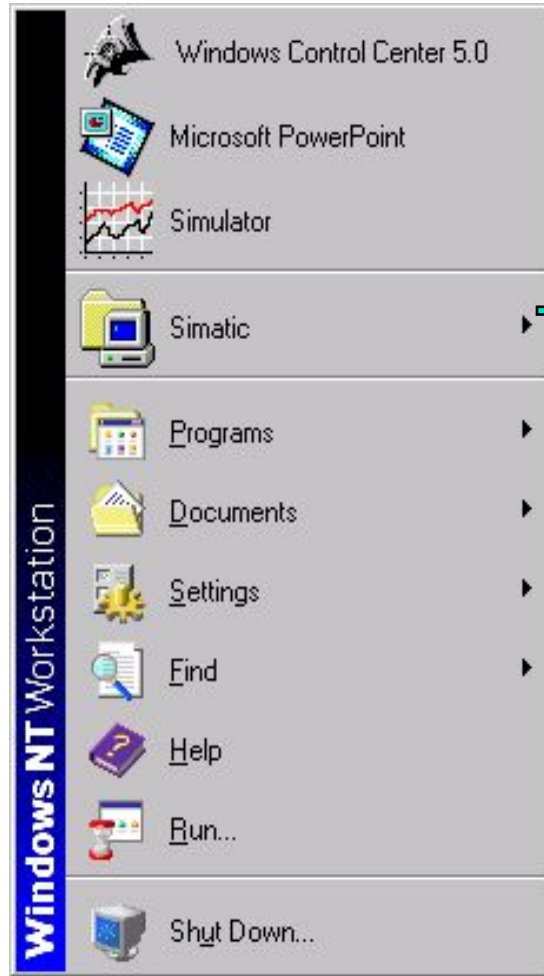 Windows Control Center 5.0
Microsoft PowerPoint
Simulator
Simatic
Programs
Documents
Settings
Find
Help
Run...
Shut Down...
Windows NT Workstation